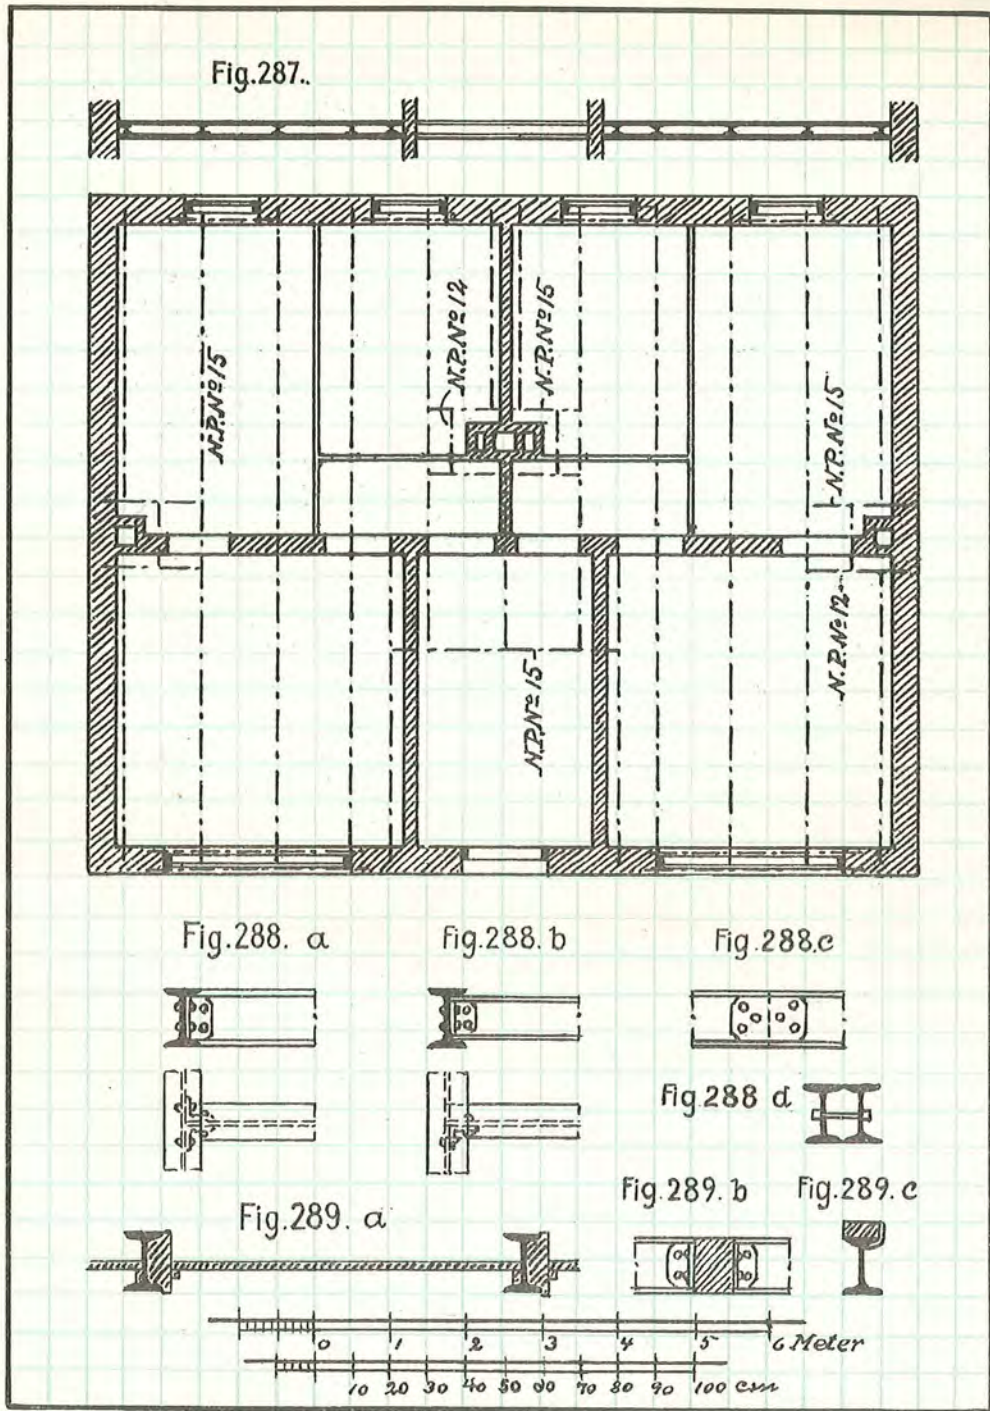 Fig.287..
N.P.No15
N.P.No12
N.P.No15
N.P.No15
N.P.No12
N.P.No15
Fig.288. a
Fig.288. b
Fig.288.c
Fig.288 d
Fig.289. a
Fig.289. b
Fig.289. c
0 1 2 3 4 5 6 Meter
10 20 30 40 50 60 70 80 90 100 cm